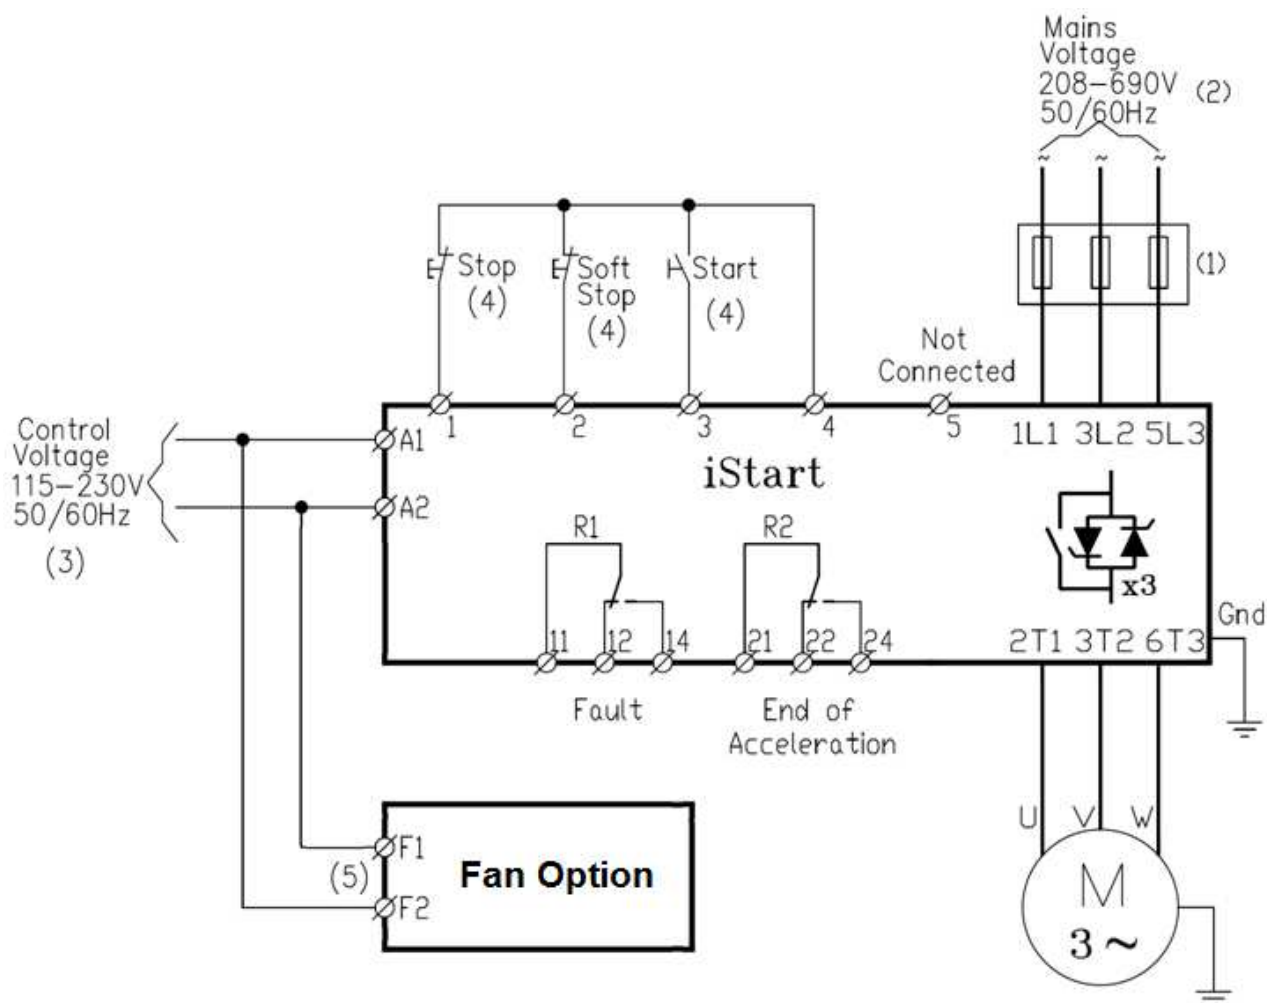 Mains
Voltage
208-690V (2)
50/60Hz
~ ~ ~
(1)
Stop
(4)
Soft
Stop
(4)
Start
(4)
Not
Connected
1 2 3 4 5
1L1 3L2 5L3
Control
Voltage
115-230V
50/60Hz
(3)
A1
A2
iStart
R1 R2
x3
Gnd
11 12 14 21 22 24
2T1 3T2 6T3
Fault
End of
Acceleration
U V W
F1
(5)
F2
Fan Option
M
3 ~